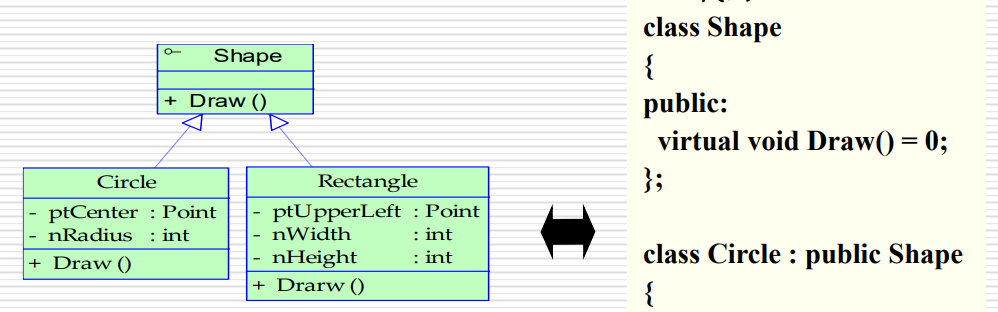 Shape
+ Draw ()
Circle
- ptCenter : Point
- nRadius : int
+ Draw ()
Rectangle
- ptUpperLeft : Point
- nWidth : int
- nHeight : int
+ Drarw ()
class Shape
{
public:
virtual void Draw() = 0;
};
class Circle : public Shape
{